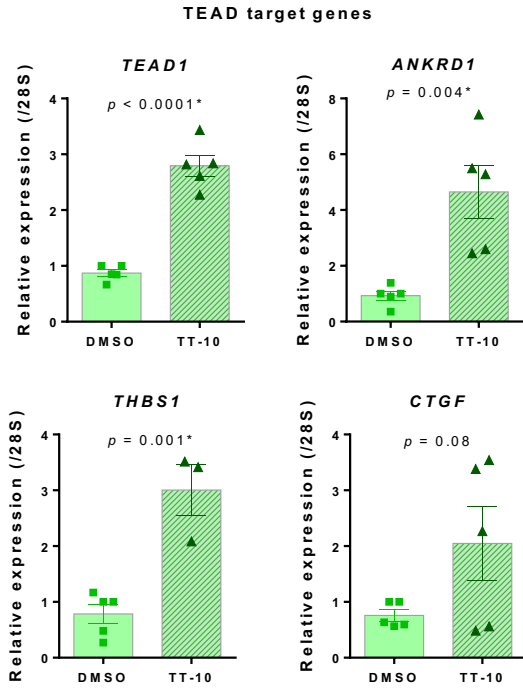 TEAD target genes
TEAD1
p < 0.0001*
Relative expression (/28S)
4
3
2
1
0
DMSO TT-10
ANKRD1
p = 0.004*
Relative expression (/28S)
8
6
4
2
0
DMSO TT-10
THBS1
p = 0.001*
Relative expression (/28S)
4
3
2
1
0
DMSO TT-10
CTGF
p = 0.08
Relative expression (/28S)
4
3
2
1
0
DMSO TT-10